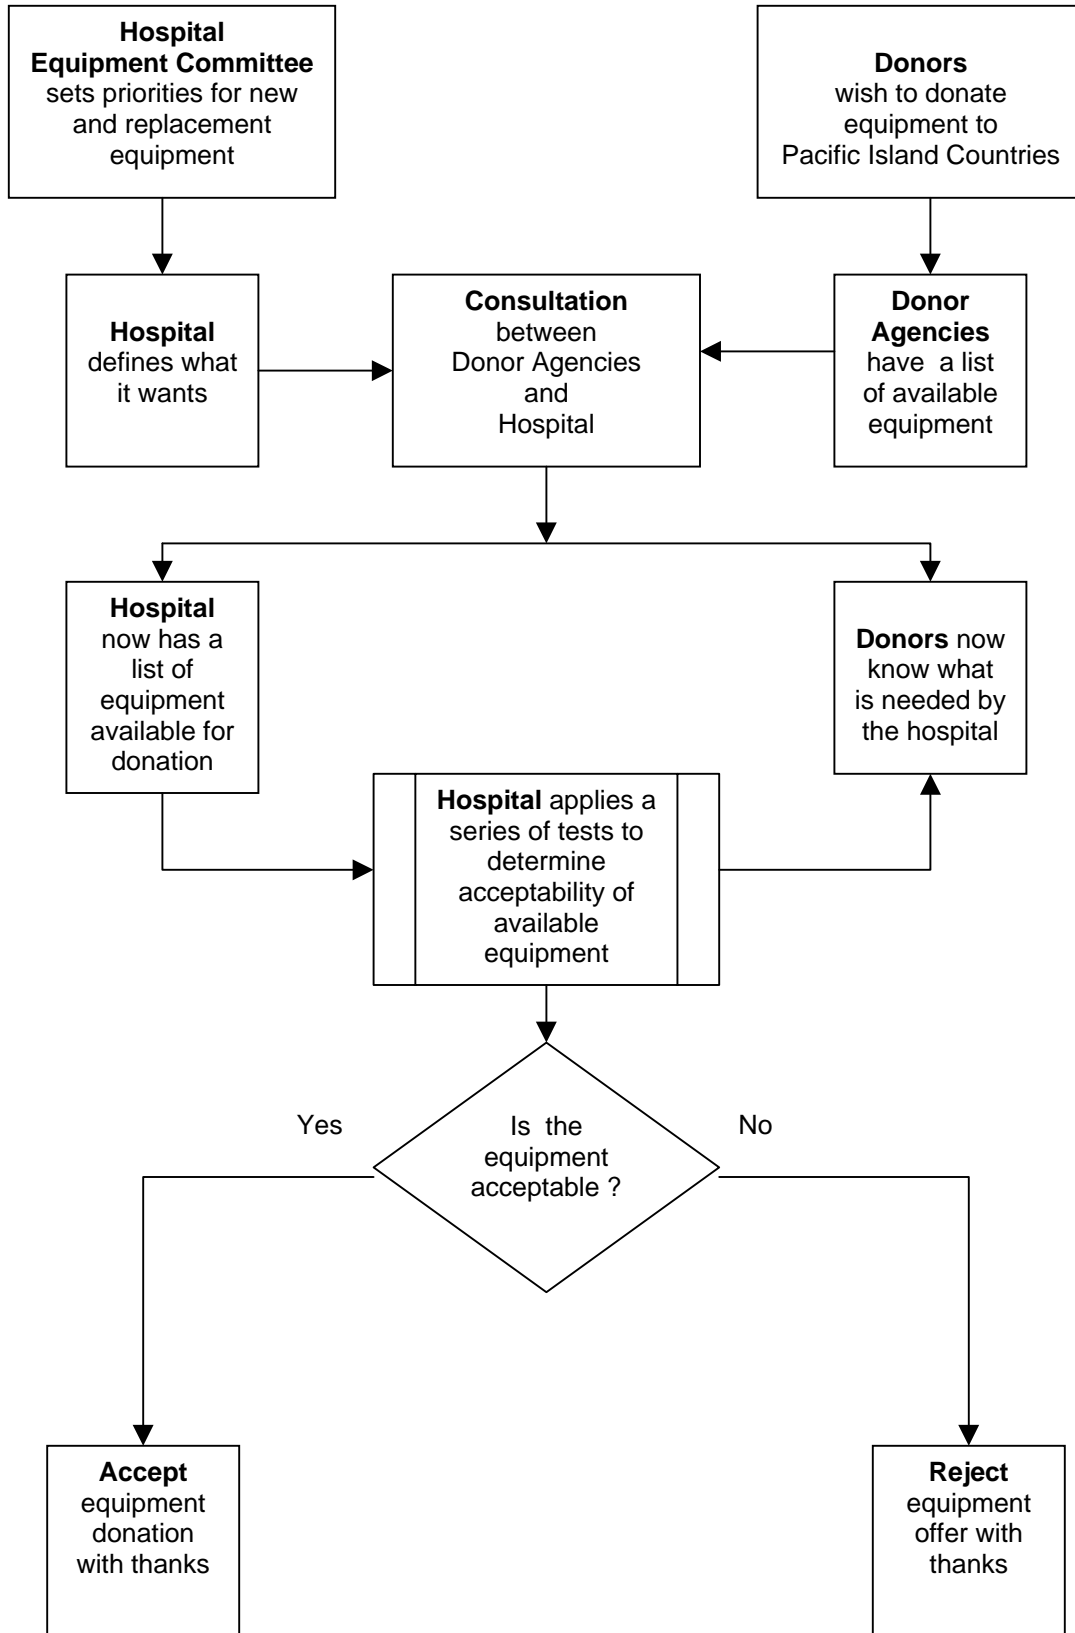 Hospital
Equipment Committee
sets priorities for new
and replacement
equipment
Donors
wish to donate
equipment to
Pacific Island Countries
Hospital
defines what
it wants
Consultation
between
Donor Agencies
and
Hospital
Donor
Agencies
have a list
of available
equipment
Hospital
now has a
list of
equipment
available for
donation
Donors now
know what
is needed by
the hospital
Hospital applies a
series of tests to
determine
acceptability of
available
equipment
Yes
Is the
equipment
acceptable ?
No
Accept
equipment
donation
with thanks
Reject
equipment
offer with
thanks